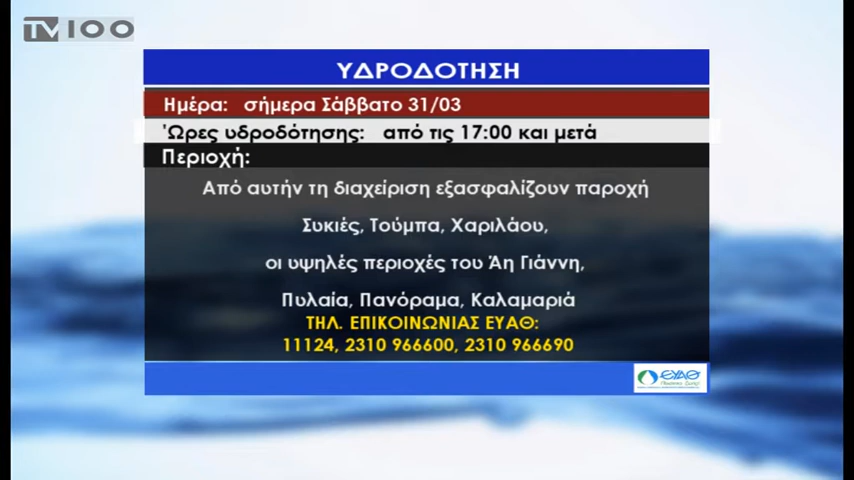 TV100
ΥΔΡΟΔΟΤΗΣΗ
Ημέρα: σήμερα Σάββατο 31/03
'Ωρες υδροδότησης: από τις 17:00 και μετά
Περιοχή:
Από αυτήν τη διαχείριση εξασφαλίζουν παροχή
Συκιές, Τούμπα, Χαριλάου,
οι υψηλές περιοχές του Άη Γιάννη,
Πυλαία, Πανόραμα, Καλαμαριά
ΤΗΛ. ΕΠΙΚΟΙΝΩΝΙΑΣ ΕΥΑΘ:
11124, 2310 966600, 2310 966690
ΕΥΑΘ